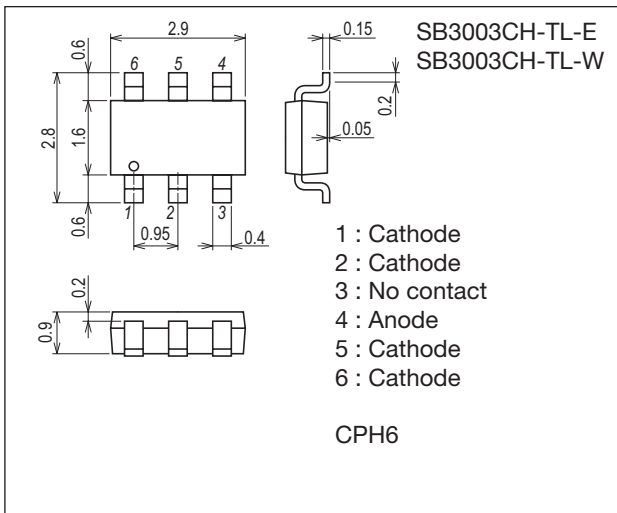 2.9
0.15
SB3003CH-TL-E
SB3003CH-TL-W
0.6
6
5
4
0.2
2.8
1.6
0.05
0.6
1
2
3
0.95
0.4
1 : Cathode
2 : Cathode
3 : No contact
4 : Anode
5 : Cathode
6 : Cathode
0.2
0.9
CPH6